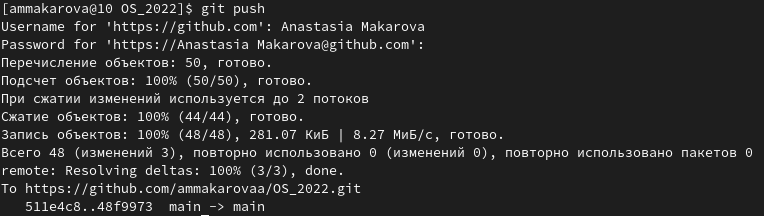 [ammakarova@10 OS_2022]$ git push
Username for 'https://github.com': Anastasia Makarova
Password for 'https://Anastasia Makarova@github.com':
Перечисление объектов: 50, готово.
Подсчет объектов: 100% (50/50), готово.
При сжатии изменений используется до 2 потоков
Сжатие объектов: 100% (44/44), готово.
Запись объектов: 100% (48/48), 281.07 КиБ | 8.27 МиБ/с, готово.
Всего 48 (изменений 3), повторно использовано 0 (изменений 0), повторно использовано пакетов 0
remote: Resolving deltas: 100% (3/3), done.
To https://github.com/ammakarovaa/OS_2022.git
   511e4c8..48f9973  main -> main